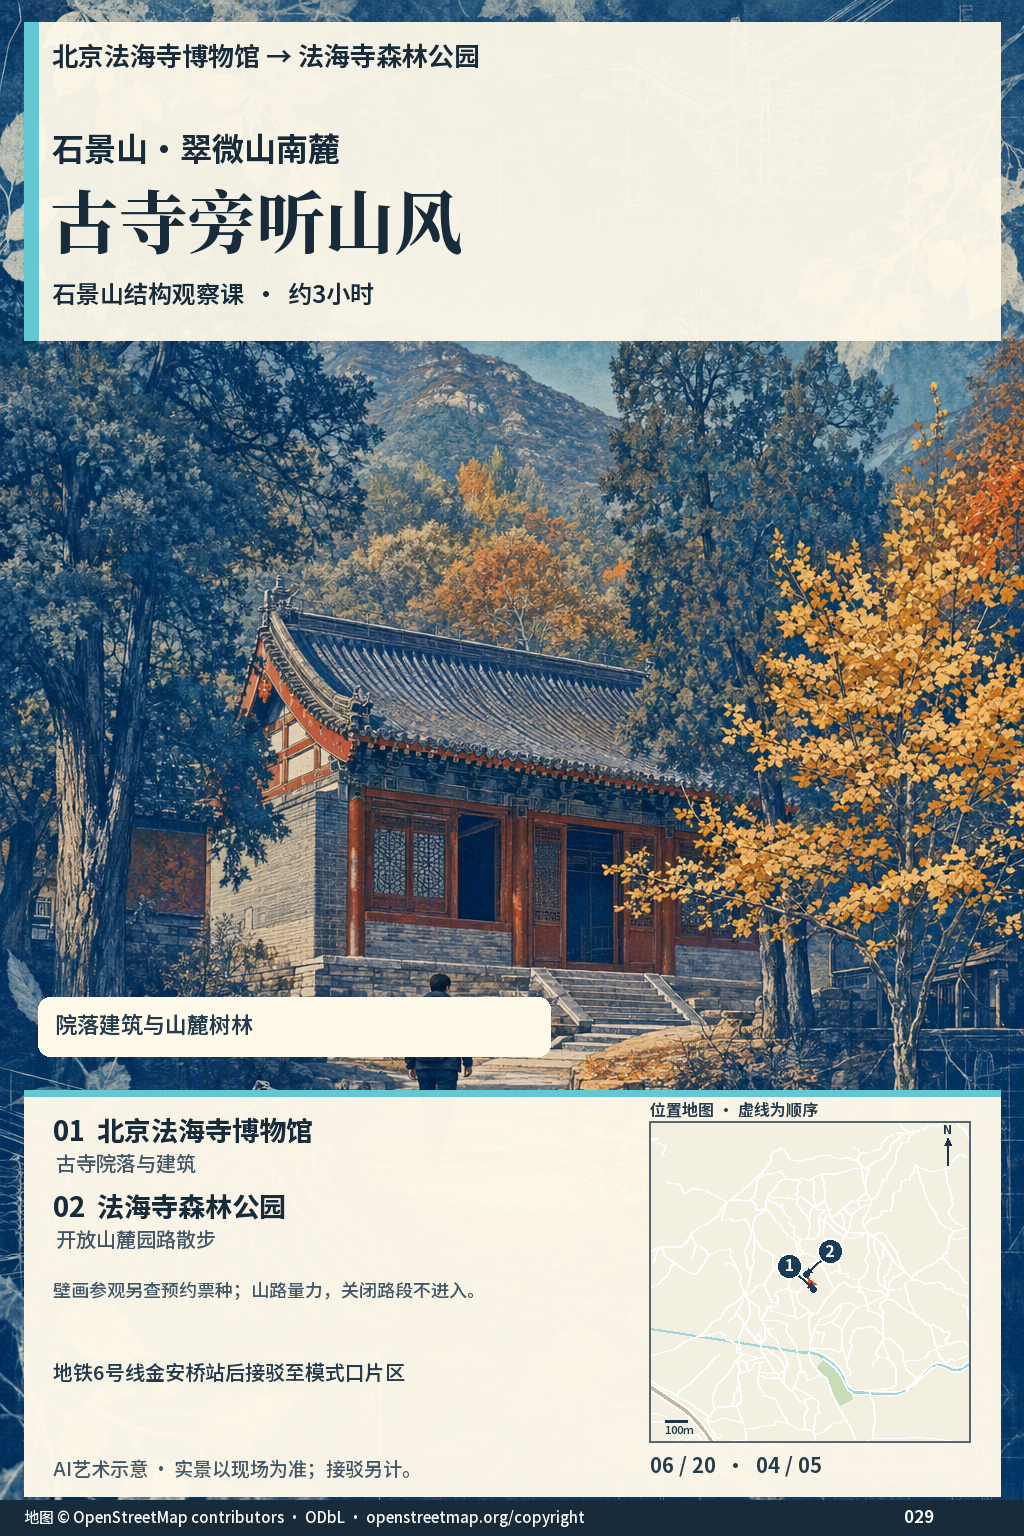 北京法海寺博物馆 → 法海寺森林公园
石景山・翠微山南麓
古寺旁听山风
石景山结构观察课 ・ 约3小时
院落建筑与山麓树林
01 北京法海寺博物馆
古寺院落与建筑
02 法海寺森林公园
开放山麓园路散步
壁画参观另查预约票种；山路量力，关闭路段不进入。
地铁6号线金安桥站后接驳至模式口片区
AI艺术示意 · 实景以现场为准；接驳另计。
位置地图 · 虚线为顺序
N
1
2
100m
06 / 20 · 04 / 05
地图 © OpenStreetMap contributors · ODbL · openstreetmap.org/copyright
029